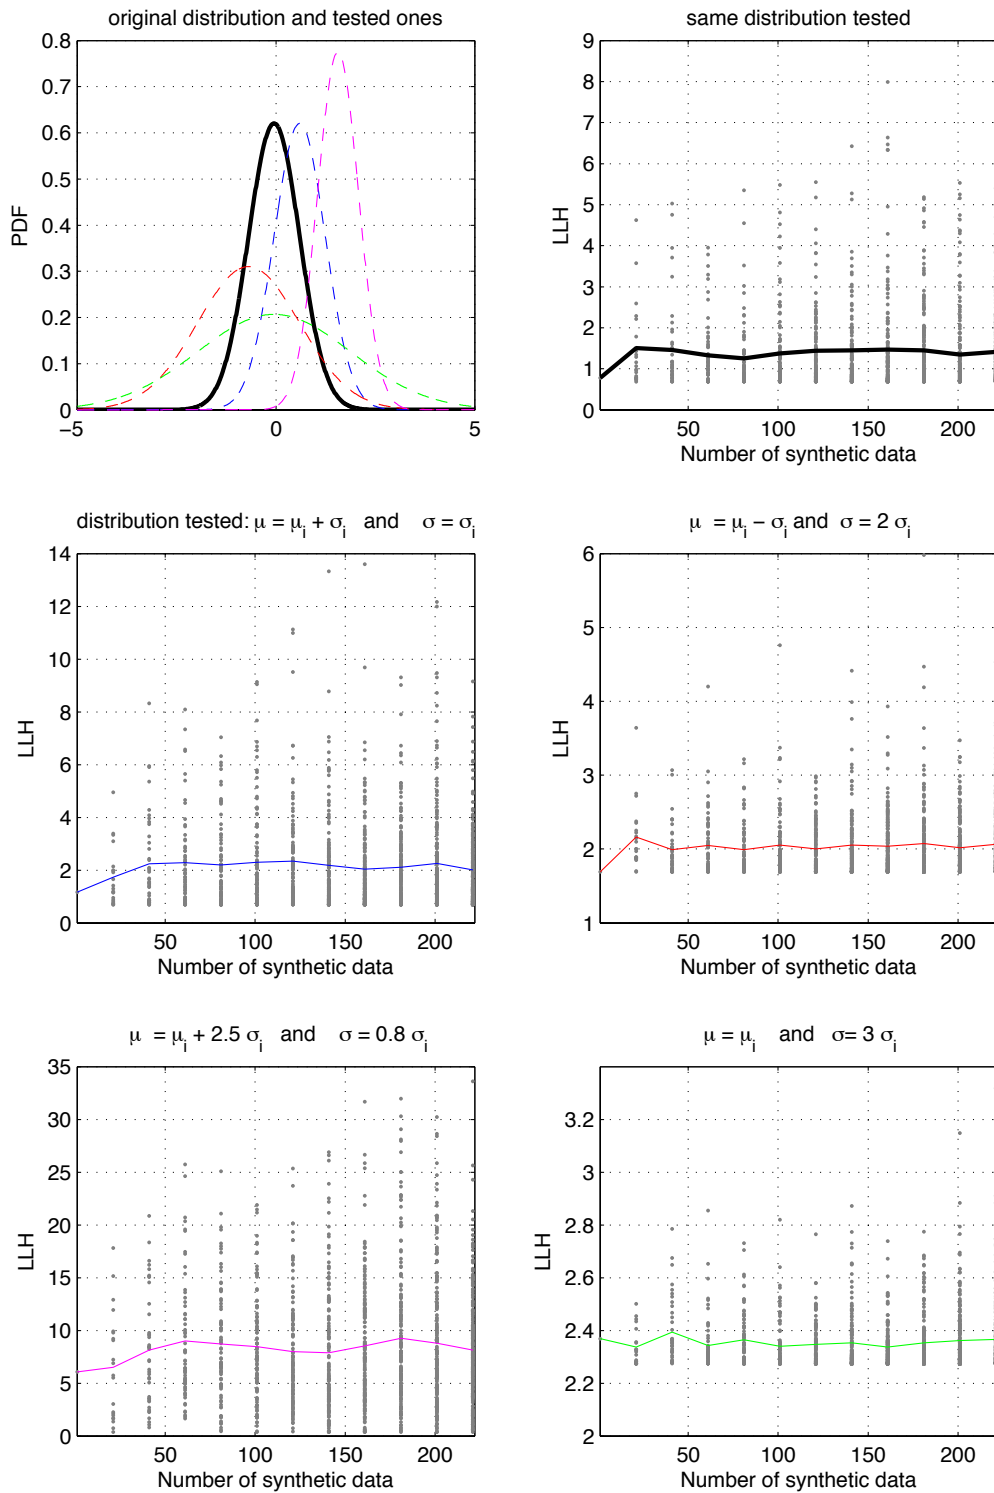 original distribution and tested ones
0.8
0.7
0.6
0.5
0.4
0.3
0.2
0.1
0
PDF
−5 0 5
same distribution tested
9
8
7
6
5
4
3
2
1
0
LLH
50 100 150 200
Number of synthetic data
distribution tested: μ = μi + σi and σ = σi
14
12
10
8
6
4
2
0
LLH
50 100 150 200
Number of synthetic data
μ = μi − σi and σ = 2 σi
6
5
4
3
2
1
LLH
50 100 150 200
Number of synthetic data
μ = μi + 2.5 σi and σ = 0.8 σi
35
30
25
20
15
10
5
0
LLH
50 100 150 200
Number of synthetic data
μ = μi and σ= 3 σi
3.2
3
2.8
2.6
2.4
2.2
2
LLH
50 100 150 200
Number of synthetic data